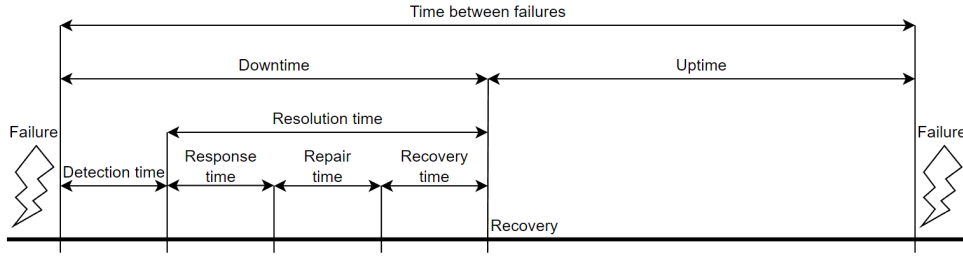 Time between failures
Downtime
Uptime
Resolution time
Failure
Failure
Detection time
Response
time
Repair
time
Recovery
time
Recovery